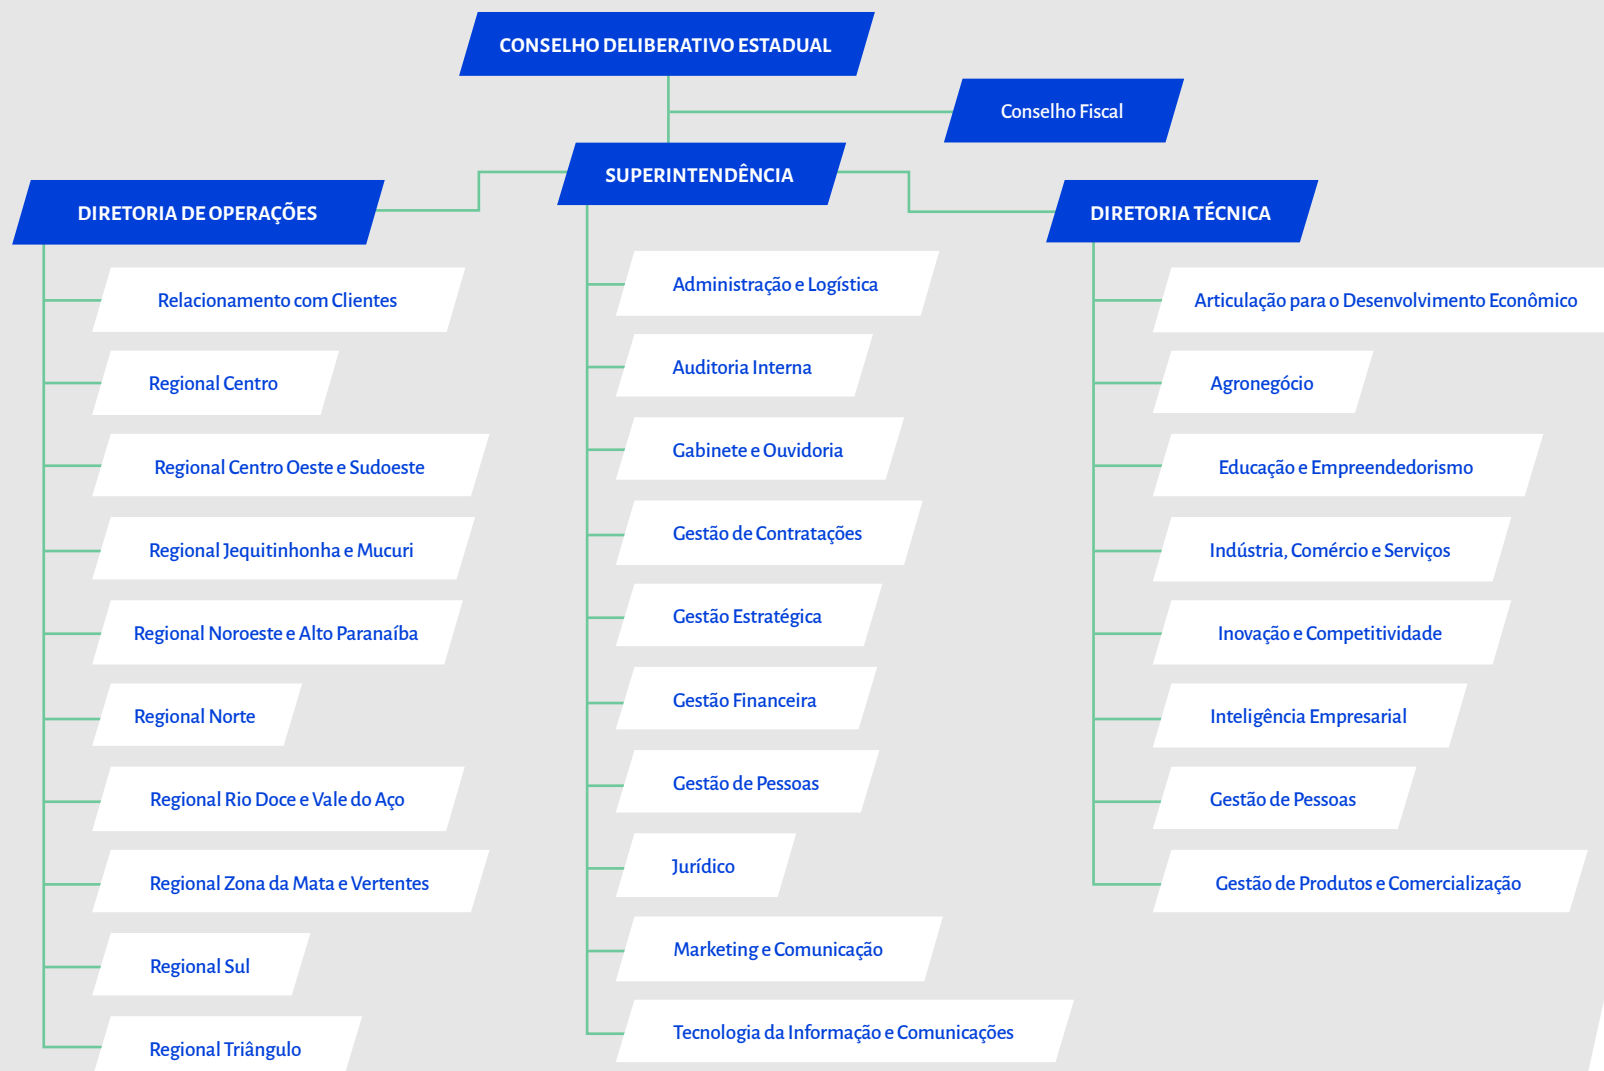 CONSELHO DELIBERATIVO ESTADUAL
Conselho Fiscal
SUPERINTENDÊNCIA
DIRETORIA DE OPERAÇÕES
Relacionamento com Clientes
Regional Centro
Regional Centro Oeste e Sudoeste
Regional Jequitinhonha e Mucuri
Regional Noroeste e Alto Paranaíba
Regional Norte
Regional Rio Doce e Vale do Aço
Regional Zona da Mata e Vertentes
Regional Sul
Regional Triângulo
Administração e Logística
Auditoria Interna
Gabinete e Ouvidoria
Gestão de Contratações
Gestão Estratégica
Gestão Financeira
Gestão de Pessoas
Jurídico
Marketing e Comunicação
Tecnologia da Informação e Comunicações
DIRETORIA TÉCNICA
Articulação para o Desenvolvimento Econômico
Agronegócio
Educação e Empreendedorismo
Indústria, Comércio e Serviços
Inovação e Competitividade
Inteligência Empresarial
Gestão de Pessoas
Gestão de Produtos e Comercialização